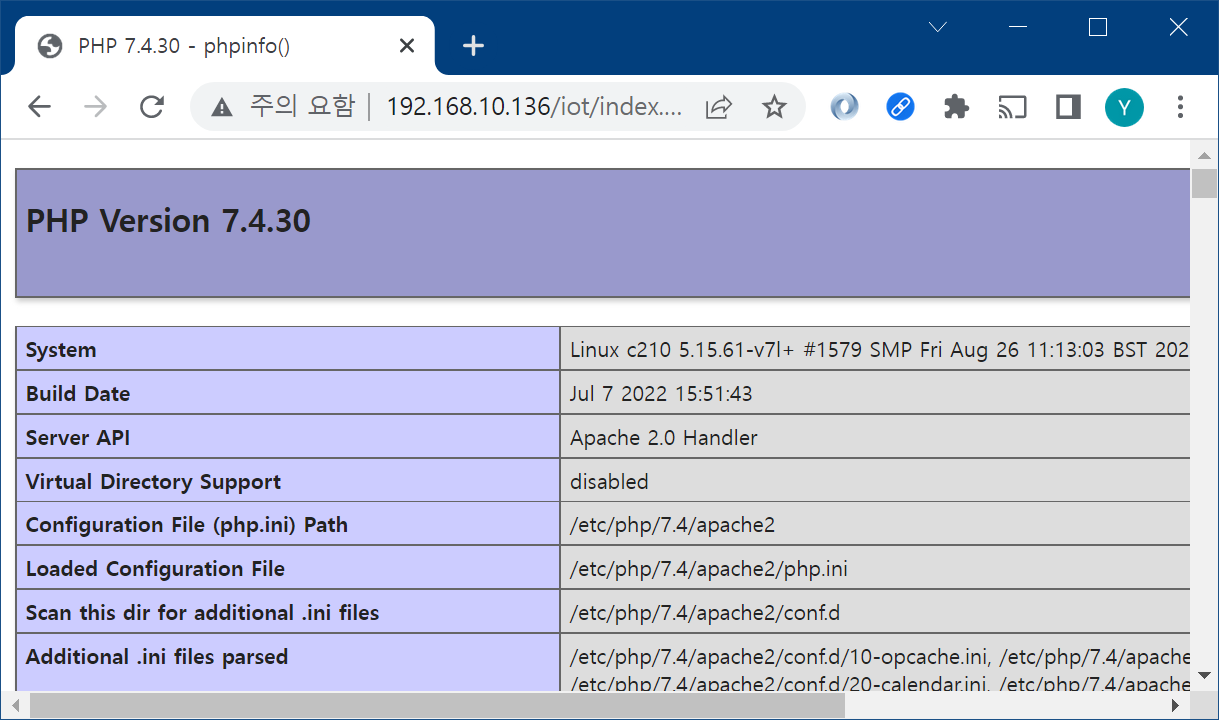 PHP 7.4.30 - phpinfo()
주의 요함 192.168.10.136/iot/index....
Y
PHP Version 7.4.30
System Linux c210 5.15.61-v7l+ #1579 SMP Fri Aug 26 11:13:03 BST 202
Build Date Jul 7 2022 15:51:43
Server API Apache 2.0 Handler
Virtual Directory Support disabled
Configuration File (php.ini) Path /etc/php/7.4/apache2
Loaded Configuration File /etc/php/7.4/apache2/php.ini
Scan this dir for additional .ini files /etc/php/7.4/apache2/conf.d
Additional .ini files parsed /etc/php/7.4/apache2/conf.d/10-opcache.ini, /etc/php/7.4/apache
/etc/php/7.4/apache2/conf.d/20-calendar.ini, /etc/php/7.4/apache